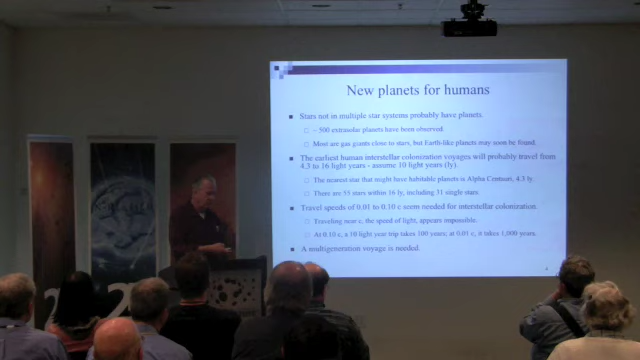 New planets for humans
Stars not in multiple star systems probably have planets.
~ 500 extrasolar planets have been observed.
Most are gas giants close to stars, but Earth-like planets may soon be found.
The earliest human interstellar colonization voyages will probably travel from
4.3 to 16 light years - assume 10 light years (ly).
The nearest star that might have habitable planets is Alpha Centauri, 4.3 ly.
There are 55 stars within 16 ly, including 31 single stars.
Travel speeds of 0.01 to 0.10 c seem needed for interstellar colonization.
Traveling near c, the speed of light, appears impossible.
At 0.10 c, a 10 light year trip takes 100 years; at 0.01 c, it takes 1,000 years.
A multigeneration voyage is needed.